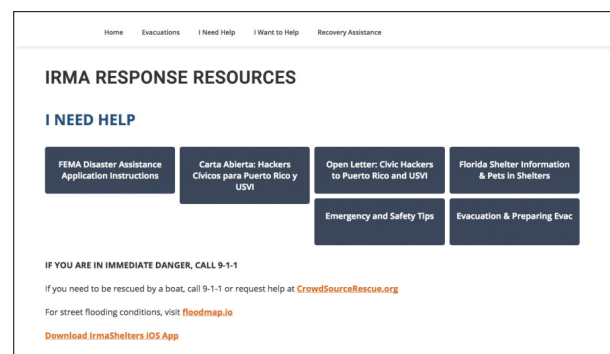 Home Evacuations I Need Help I Want to Help Recovery Assistance
IRMA RESPONSE RESOURCES
I NEED HELP
FEMA Disaster Assistance
Application Instructions
Carta Abierta: Hackers
Cívicos para Puerto Rico y
USVI
Open Letter: Civic Hackers
to Puerto Rico and USVI
Florida Shelter Information
& Pets in Shelters
Emergency and Safety Tips
Evacuation & Preparing Evac
IF YOU ARE IN IMMEDIATE DANGER, CALL 9-1-1
If you need to be rescued by a boat, call 9-1-1 or request help at CrowdSourceRescue.org
For street flooding conditions, visit floodmap.io
Download IrmaShelters iOS App